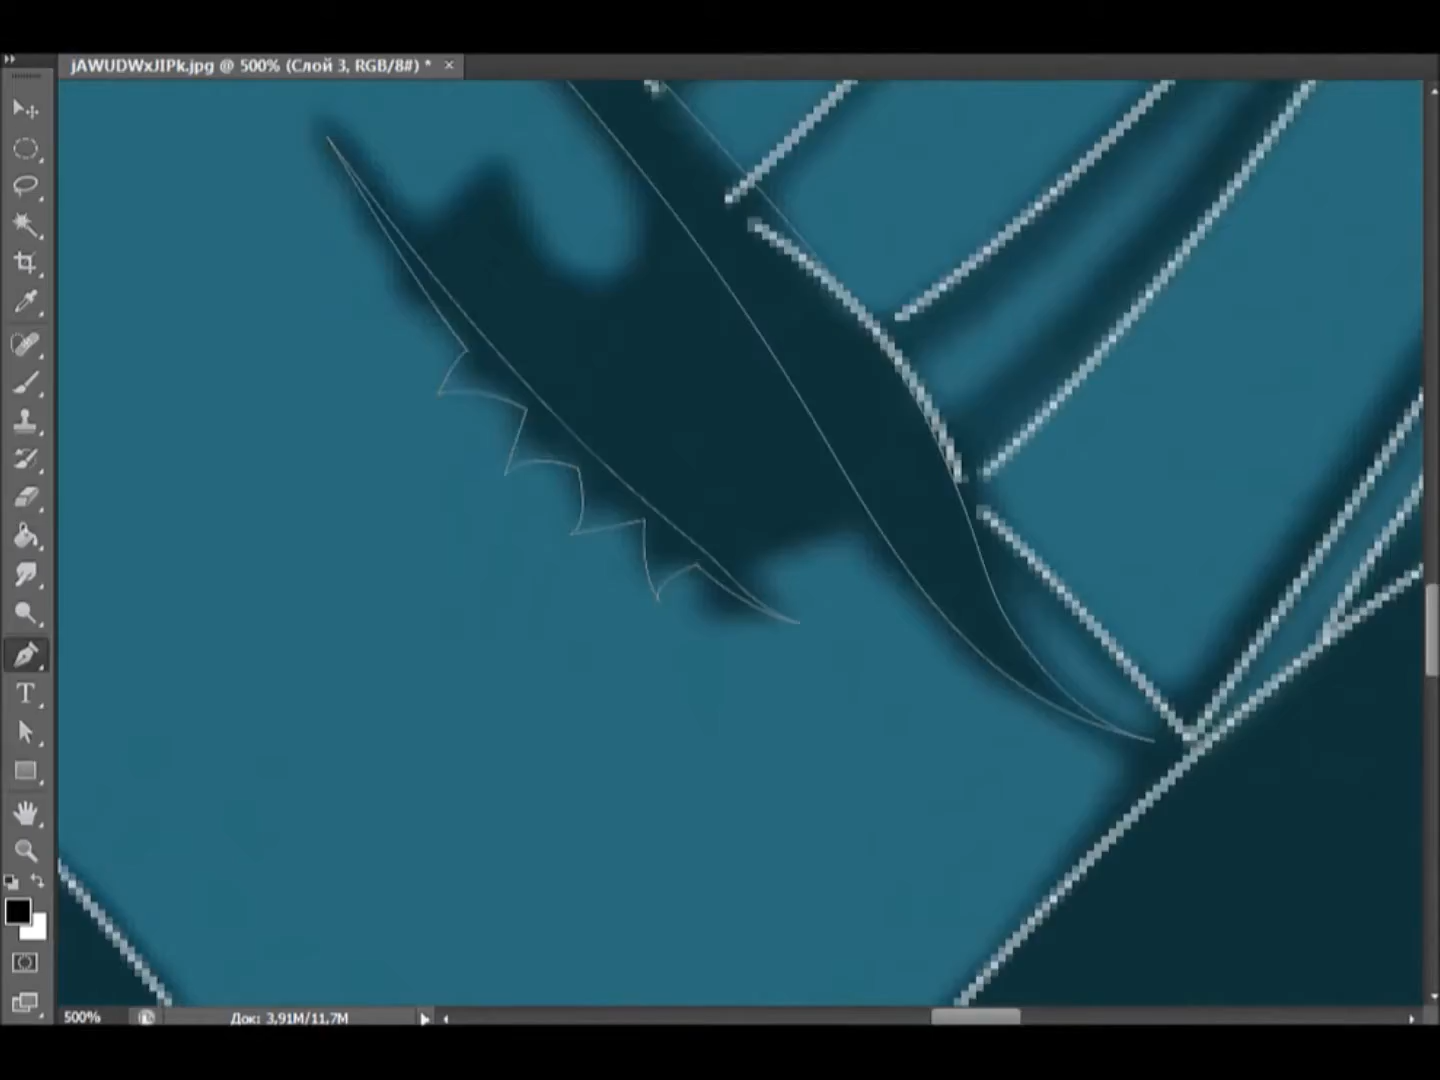 jAWUDWxJIPk.jpg @ 500% (Слой 3, RGB/8#) * ×
T
500%
Док: 3,91M/11,7M